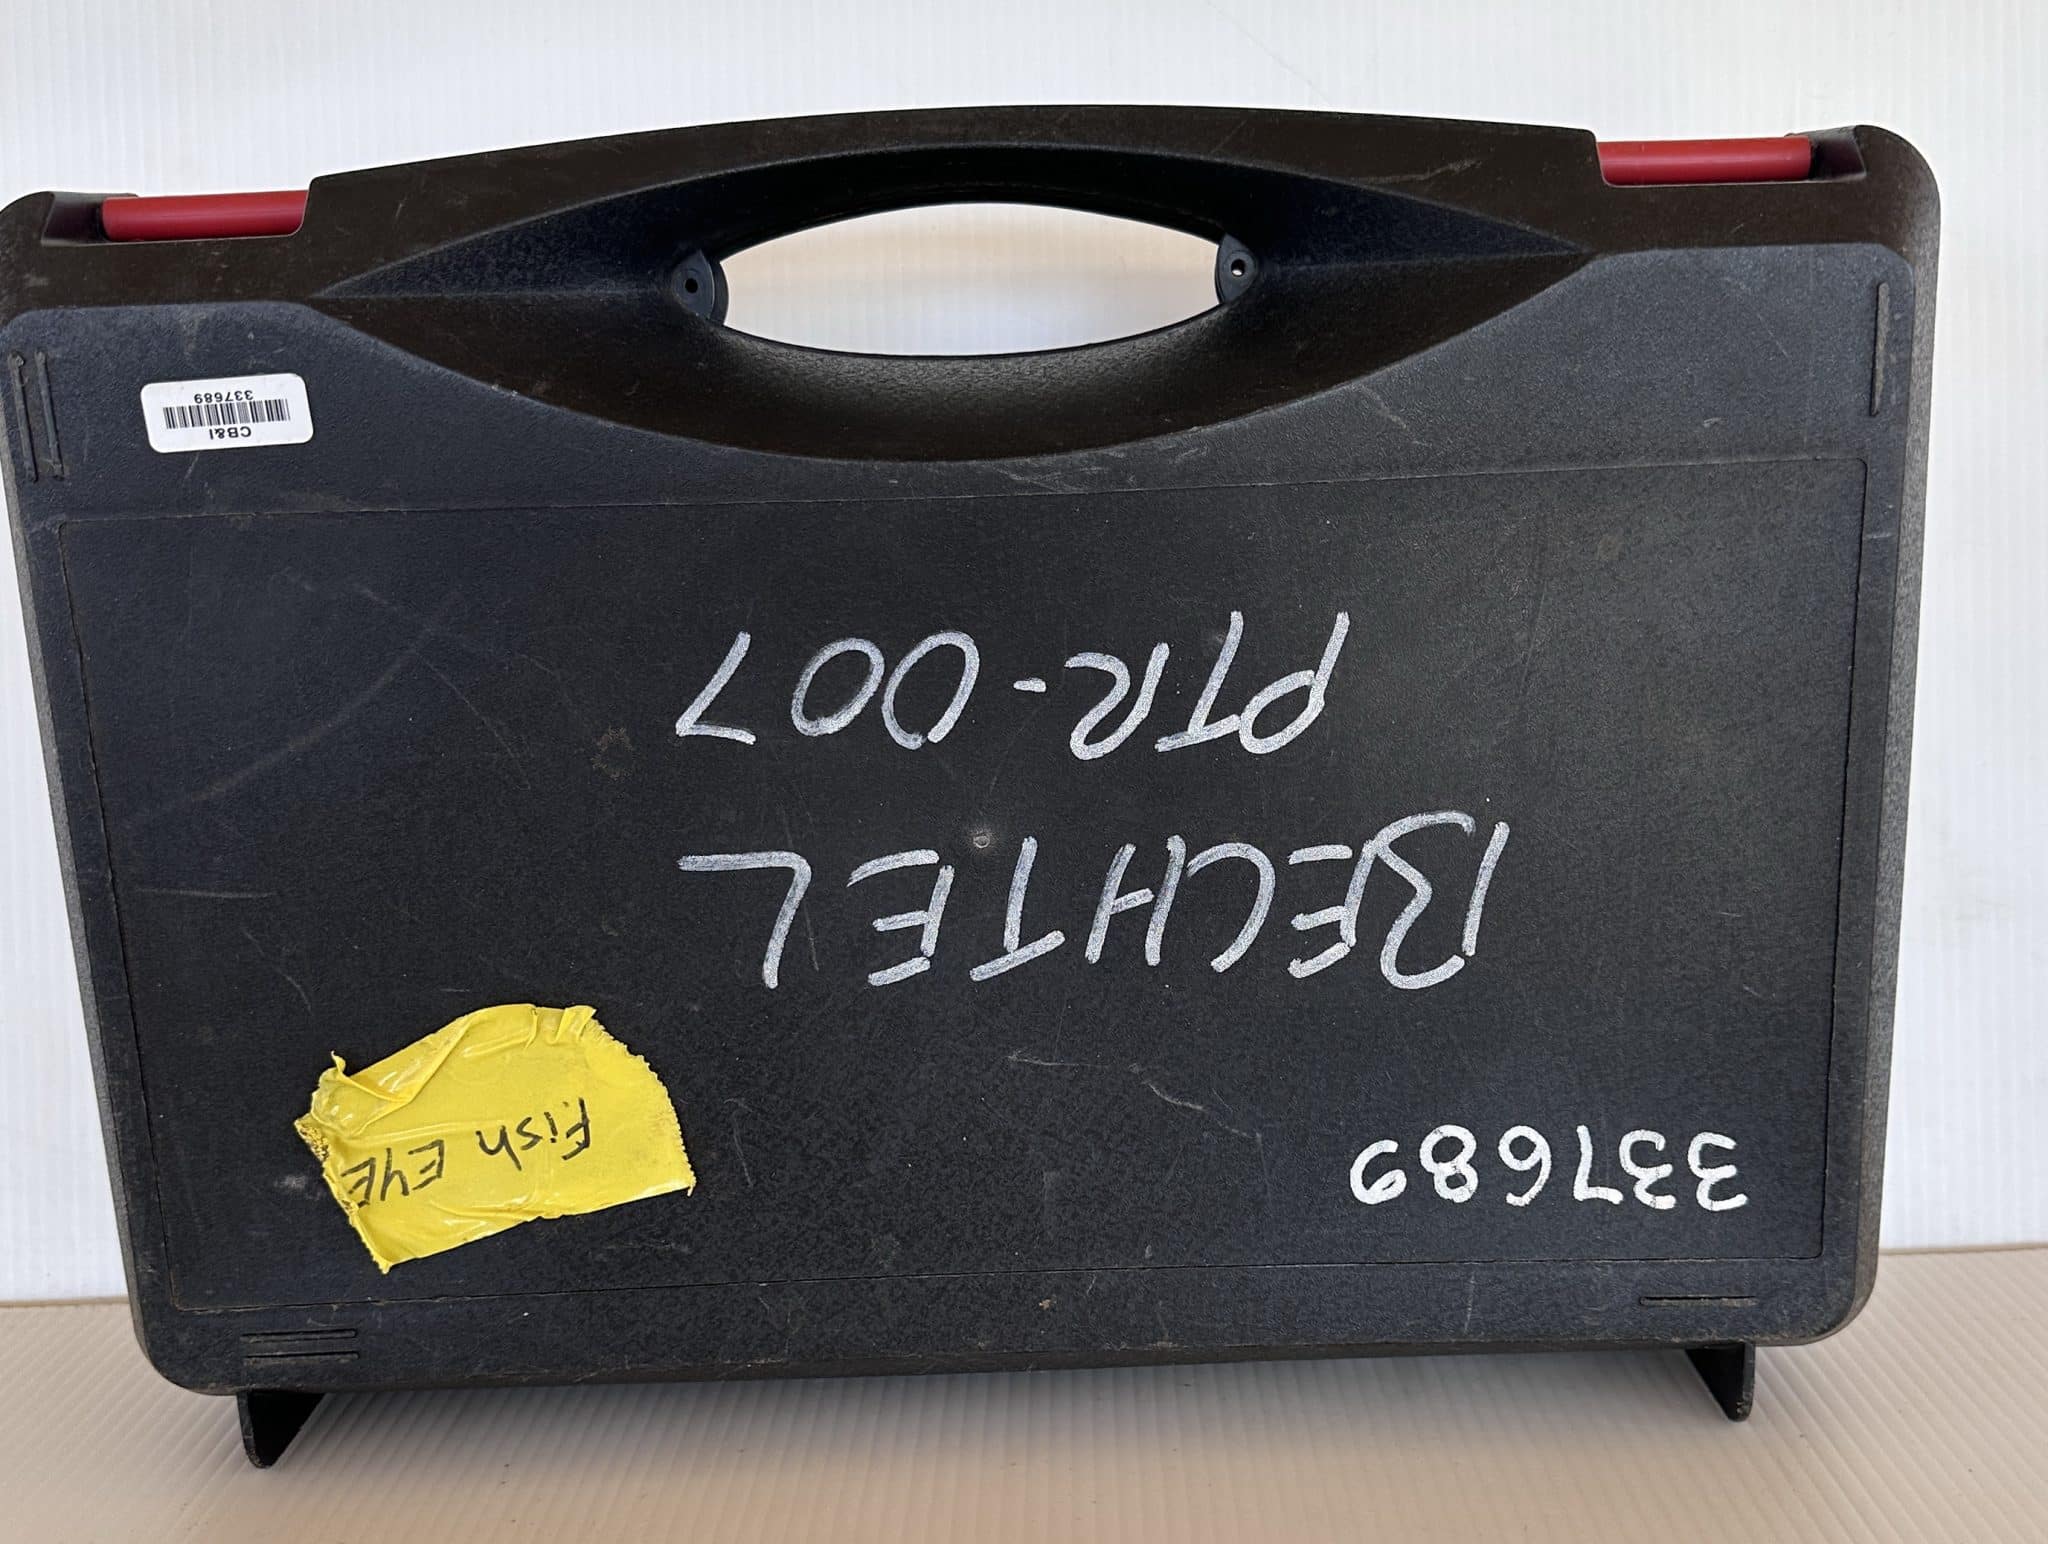 337689
Fish EYE
BECHTEL
PTR-007
CB&I
337689